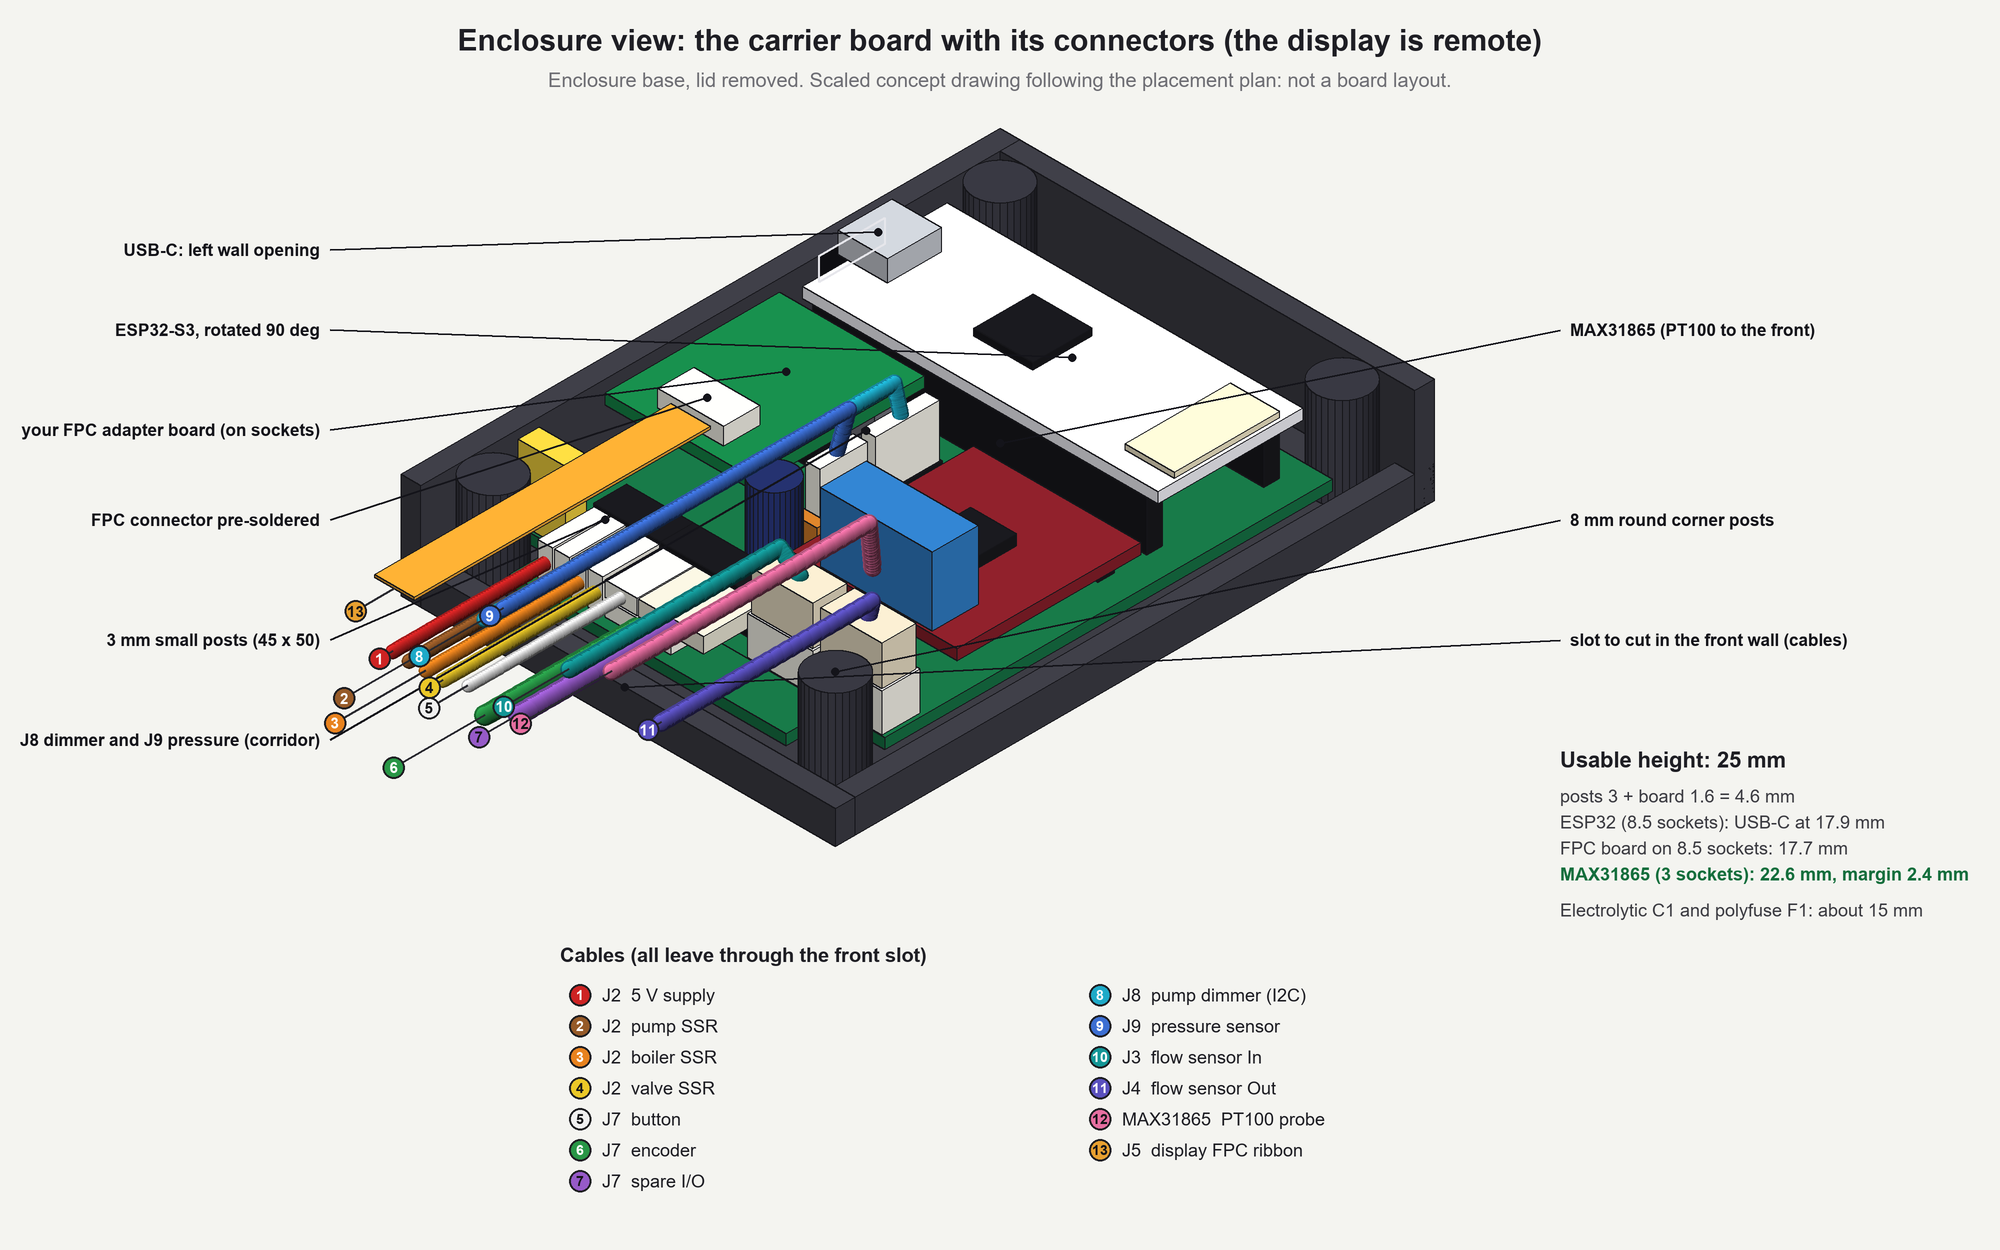 Enclosure view: the carrier board with its connectors (the display is remote)
Enclosure base, lid removed. Scaled concept drawing following the placement plan: not a board layout.
USB-C: left wall opening
ESP32-S3, rotated 90 deg
your FPC adapter board (on sockets)
FPC connector pre-soldered
3 mm small posts (45 x 50)
J8 dimmer and J9 pressure (corridor)
MAX31865 (PT100 to the front)
8 mm round corner posts
slot to cut in the front wall (cables)
13
9
1
8
2
4
3
5
10
12
7
11
6
Usable height: 25 mm
posts 3 + board 1.6 = 4.6 mm
ESP32 (8.5 sockets): USB-C at 17.9 mm
FPC board on 8.5 sockets: 17.7 mm
MAX31865 (3 sockets): 22.6 mm, margin 2.4 mm
Electrolytic C1 and polyfuse F1: about 15 mm
Cables (all leave through the front slot)
1 J2 5 V supply
2 J2 pump SSR
3 J2 boiler SSR
4 J2 valve SSR
5 J7 button
6 J7 encoder
7 J7 spare I/O
8 J8 pump dimmer (I2C)
9 J9 pressure sensor
10 J3 flow sensor In
11 J4 flow sensor Out
12 MAX31865 PT100 probe
13 J5 display FPC ribbon